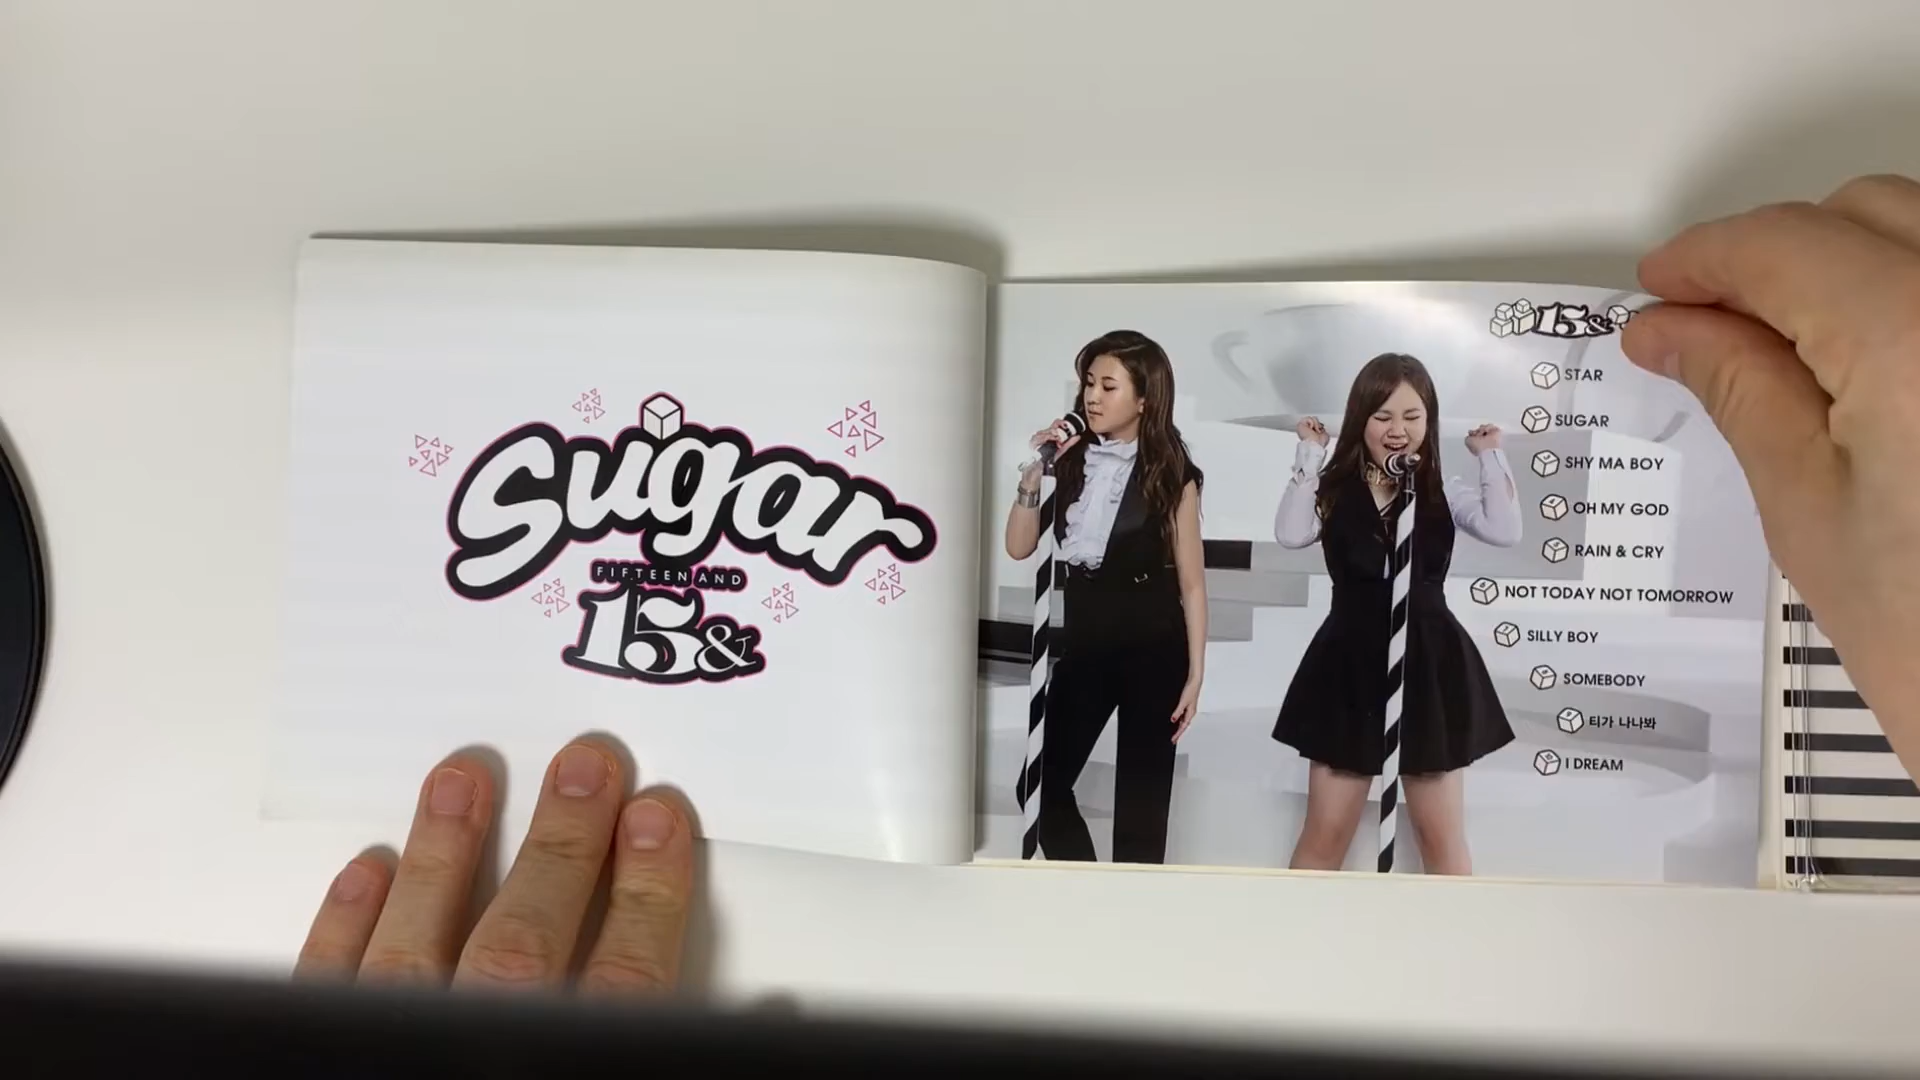 Sugar
FIFTEEN AND
15&
15&
STAR
SUGAR
SHY MA BOY
OH MY GOD
RAIN & CRY
NOT TODAY NOT TOMORROW
SILLY BOY
SOMEBODY
티가 나나봐
I DREAM